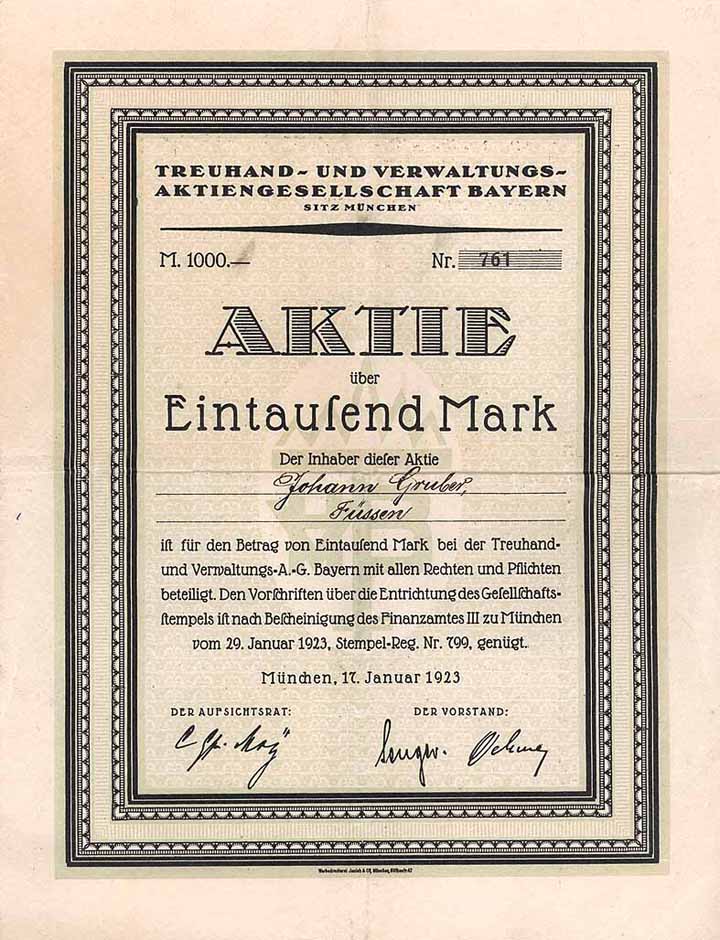 TREUHAND- UND VERWALTUNGS-
AKTIENGESELLSCHAFT BAYERN
SITZ MÜNCHEN
M. 1000.— Nr. 761
AKTIE
über
Eintauſend Mark
Der Inhaber dieſer Aktie
Johann Gruber,
Füssen
iſt für den Betrag von Eintauſend Mark bei der Treuhand-
und Verwaltungs-A.-G. Bayern mit allen Rechten und Pflichten
beteiligt. Den Vorſchriften über die Entrichtung des Geſellſchafts-
ſtempels iſt nach Beſcheinigung des Finanzamtes III zu München
vom 29. Januar 1923, Stempel-Reg. Nr. 799, genügt.
München, 17. Januar 1923
DER AUFSICHTSRAT: DER VORSTAND: